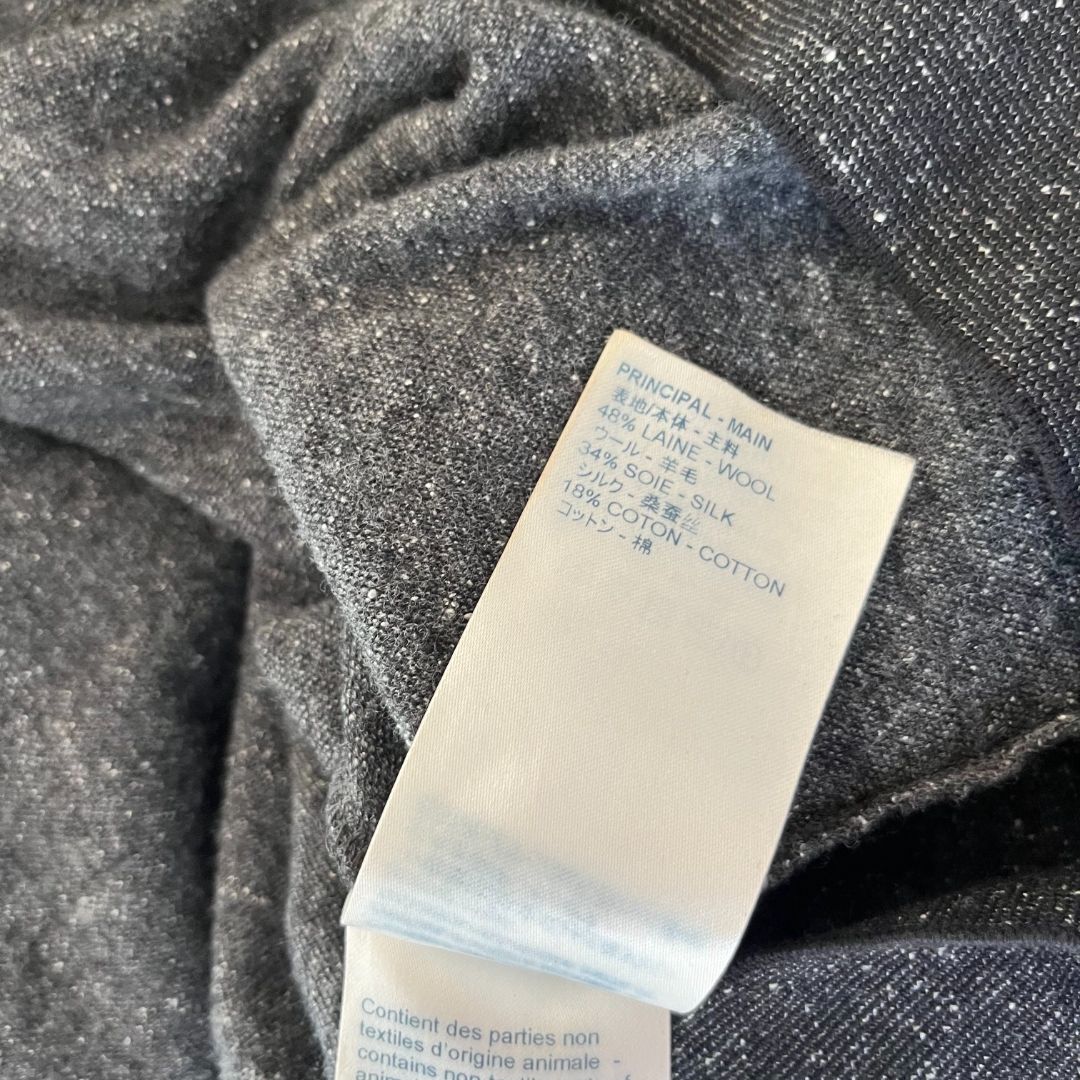 PRINCIPAL - MAIN
表地/本体 - 主料
48% LAINE - WOOL
ウール - 羊毛
34% SOIE - SILK
シルク - 桑蚕丝
18% COTON - COTTON
コットン - 棉
Contient des parties non
textiles d'origine animale -
contains non